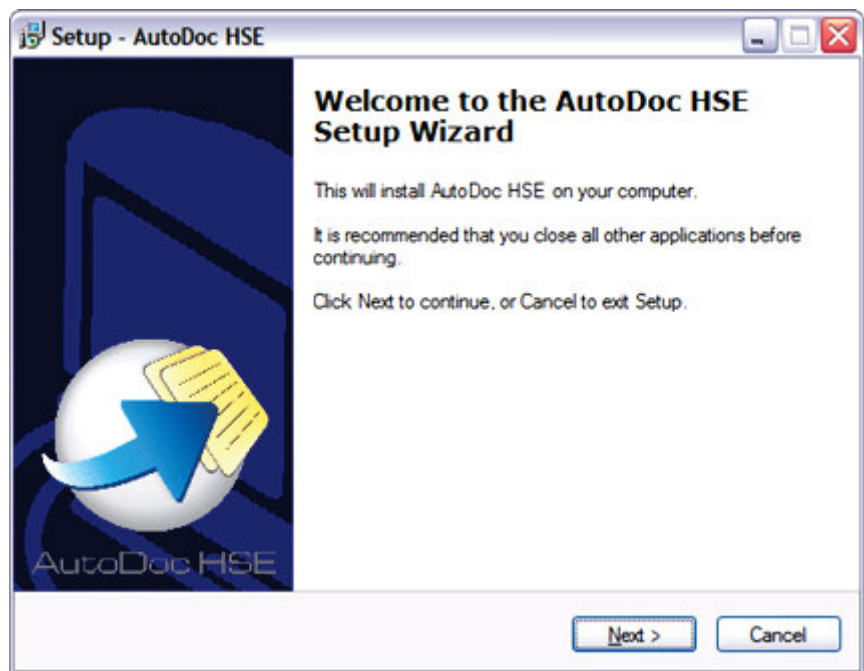 Setup - AutoDoc HSE
Welcome to the AutoDoc HSE
Setup Wizard
This will install AutoDoc HSE on your computer.
It is recommended that you close all other applications before
continuing.
Click Next to continue, or Cancel to exit Setup.
AutoDoc HSE
Next >
Cancel